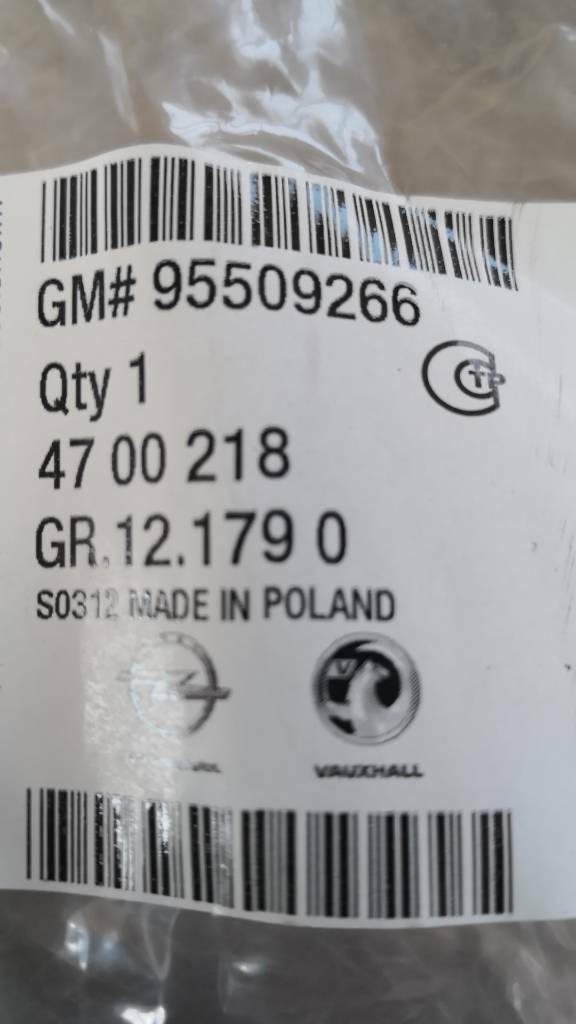 GM# 95509266
Qty 1
47 00 218
GR.12.179 0
S0312 MADE IN POLAND
VAUXHALL